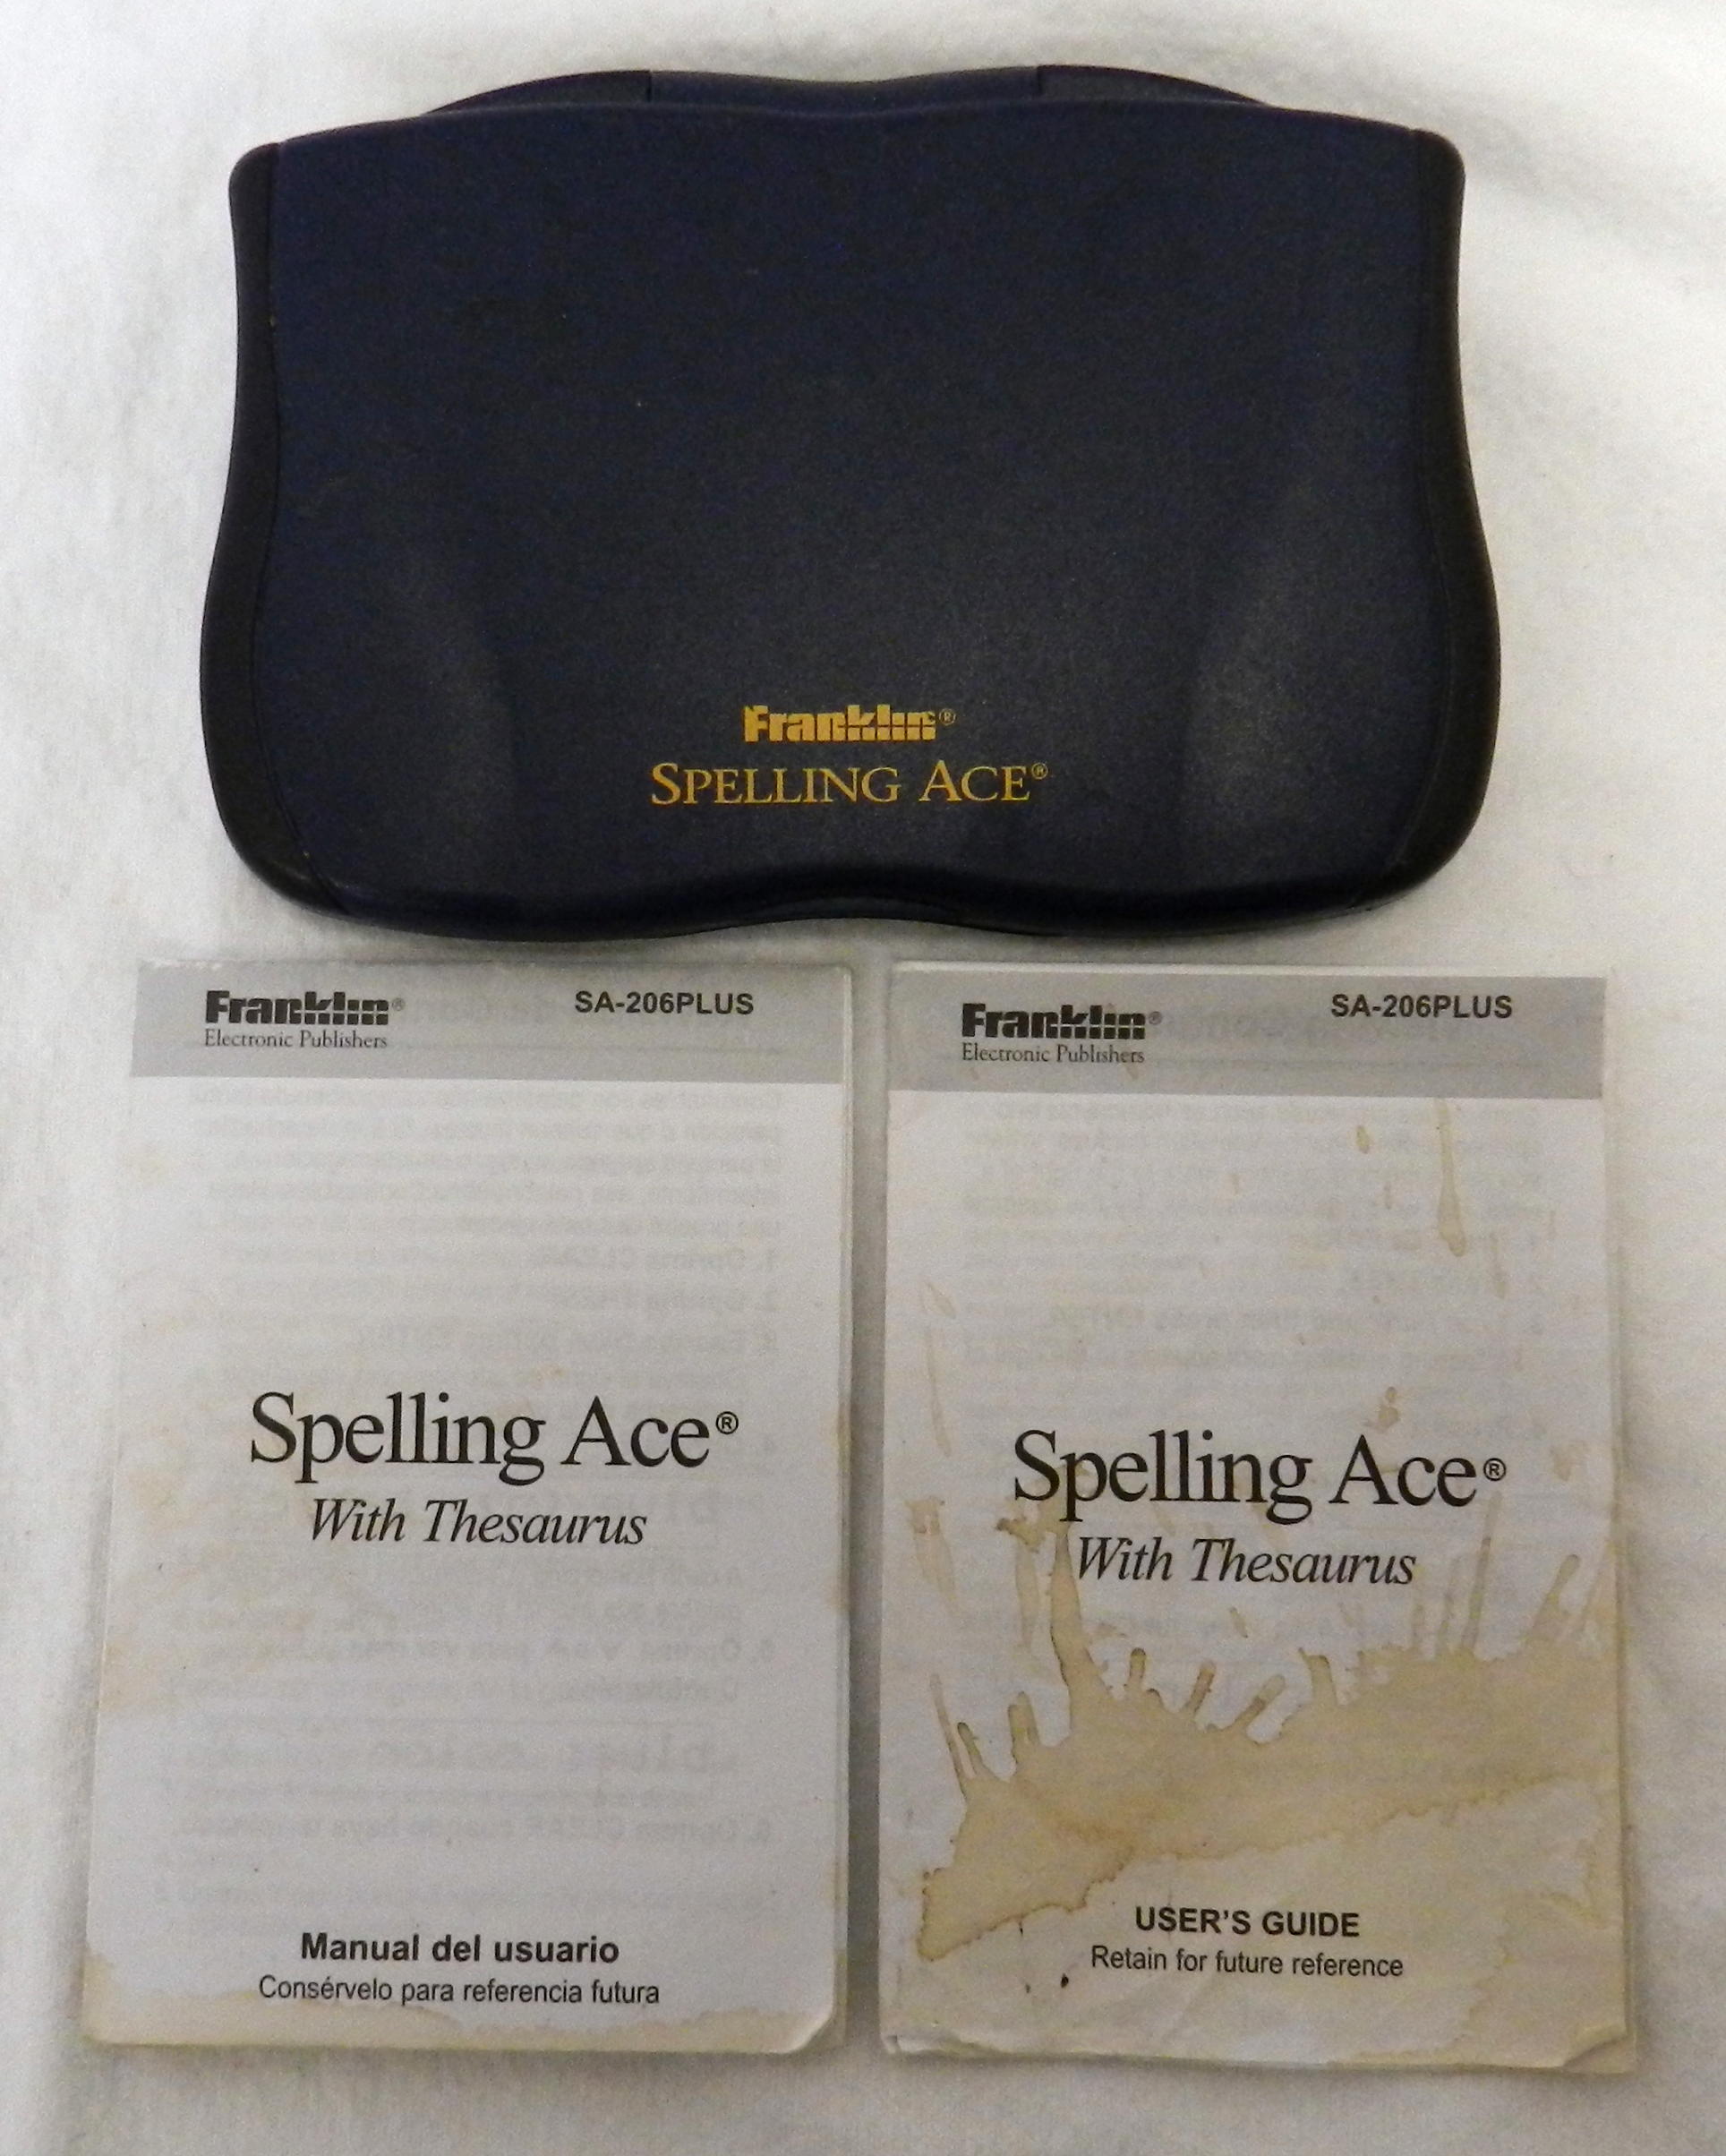 Franklin®
SPELLING ACE®
Franklin® SA-206PLUS
Electronic Publishers
Spelling Ace®
With Thesaurus
Manual del usuario
Consérvelo para referencia futura
Franklin® SA-206PLUS
Electronic Publishers
Spelling Ace®
With Thesaurus
USER'S GUIDE
Retain for future reference